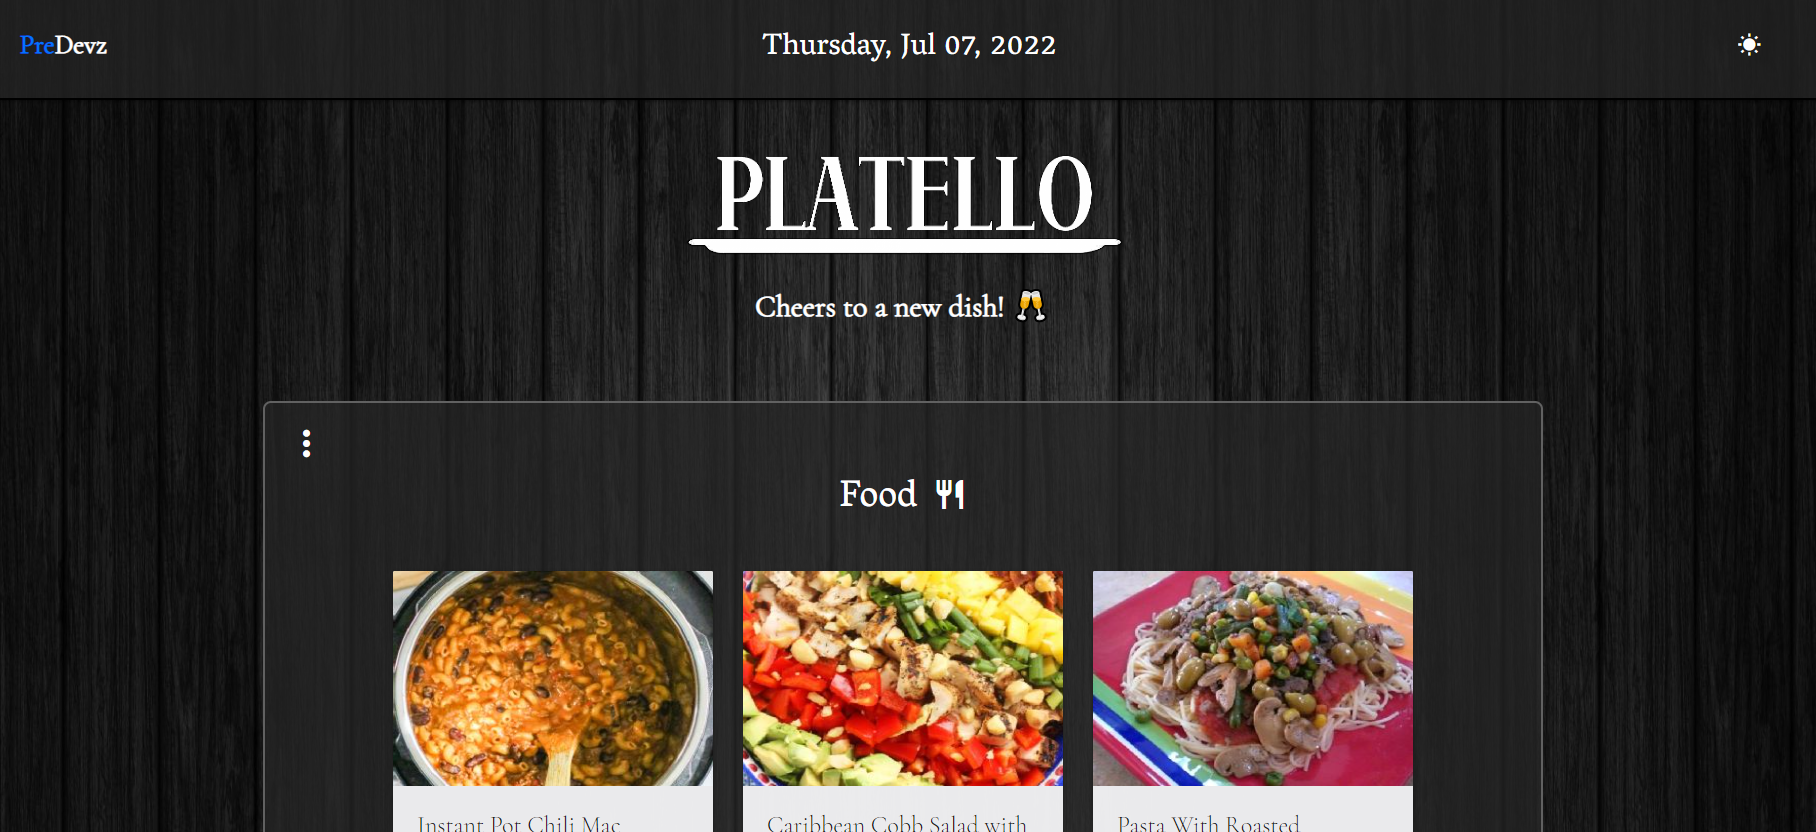 PreDevz
Thursday, Jul 07, 2022
PLATELLO
Cheers to a new dish! 🥂
Food
Instant Pot Chili Mac
Caribbean Cobb Salad with
Pasta With Roasted